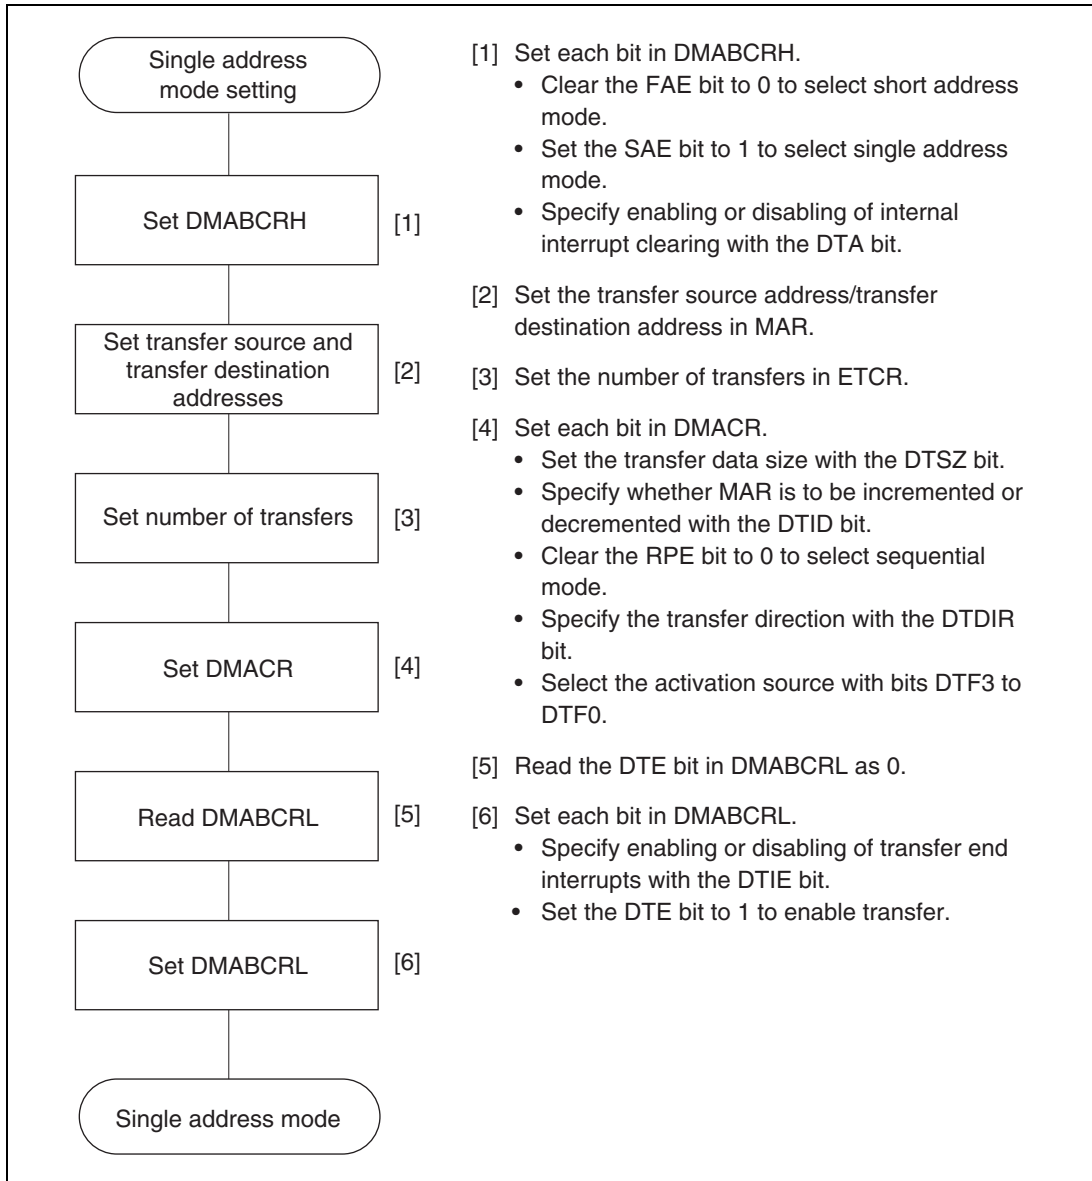 Single address
mode setting
Set DMABCRH
[1]
Set transfer source and
transfer destination
addresses
[2]
Set number of transfers
[3]
Set DMACR
[4]
Read DMABCRL
[5]
Set DMABCRL
[6]
Single address mode
[1] Set each bit in DMABCRH.
• Clear the FAE bit to 0 to select short address
mode.
• Set the SAE bit to 1 to select single address
mode.
• Specify enabling or disabling of internal
interrupt clearing with the DTA bit.
[2] Set the transfer source address/transfer
destination address in MAR.
[3] Set the number of transfers in ETCR.
[4] Set each bit in DMACR.
• Set the transfer data size with the DTSZ bit.
• Specify whether MAR is to be incremented or
decremented with the DTID bit.
• Clear the RPE bit to 0 to select sequential
mode.
• Specify the transfer direction with the DTDIR
bit.
• Select the activation source with bits DTF3 to
DTF0.
[5] Read the DTE bit in DMABCRL as 0.
[6] Set each bit in DMABCRL.
• Specify enabling or disabling of transfer end
interrupts with the DTIE bit.
• Set the DTE bit to 1 to enable transfer.